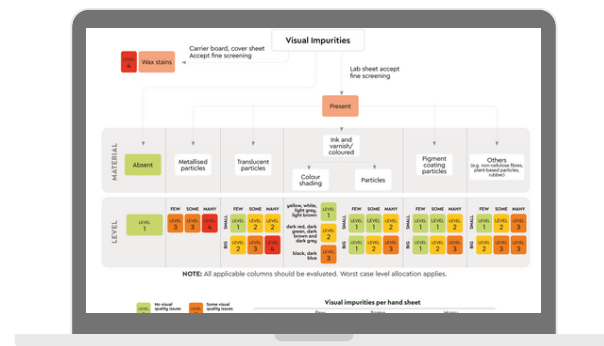 Visual Impurities
Carrier board, cover sheet
Accept fine screening
LEVEL 4
Wax stains
Lab sheet accept
fine screening
Present
MATERIAL
Absent
Metallised
particles
Translucent
particles
Ink and
varnish/
coloured
Colour
shading
Particles
Pigment
coating
particles
Others
(e.g. non-cellulose fibres,
plant-based particles,
rubber)
LEVEL
LEVEL 1
FEW SOME MANY
LEVEL 3 LEVEL 3 LEVEL 4
FEW SOME MANY
SMALL LEVEL 1 LEVEL 2 LEVEL 2
BIG LEVEL 2 LEVEL 3 LEVEL 4
yellow, white,
light grey,
light brown
LEVEL 1
dark red, dark
green, dark
brown and
dark grey
LEVEL 2
black, dark
blue
LEVEL 3
FEW SOME MANY
SMALL LEVEL 1 LEVEL 1 LEVEL 2
BIG LEVEL 1 LEVEL 2 LEVEL 3
FEW SOME MANY
SMALL LEVEL 1 LEVEL 1 LEVEL 2
BIG LEVEL 1 LEVEL 2 LEVEL 3
FEW SOME MANY
SMALL LEVEL 2 LEVEL 3 LEVEL 3
BIG LEVEL 2 LEVEL 3 LEVEL 3
NOTE: All applicable columns should be evaluated. Worst case level allocation applies.
No visual
quality issues
Some visual
quality issues
Visual impurities per hand sheet